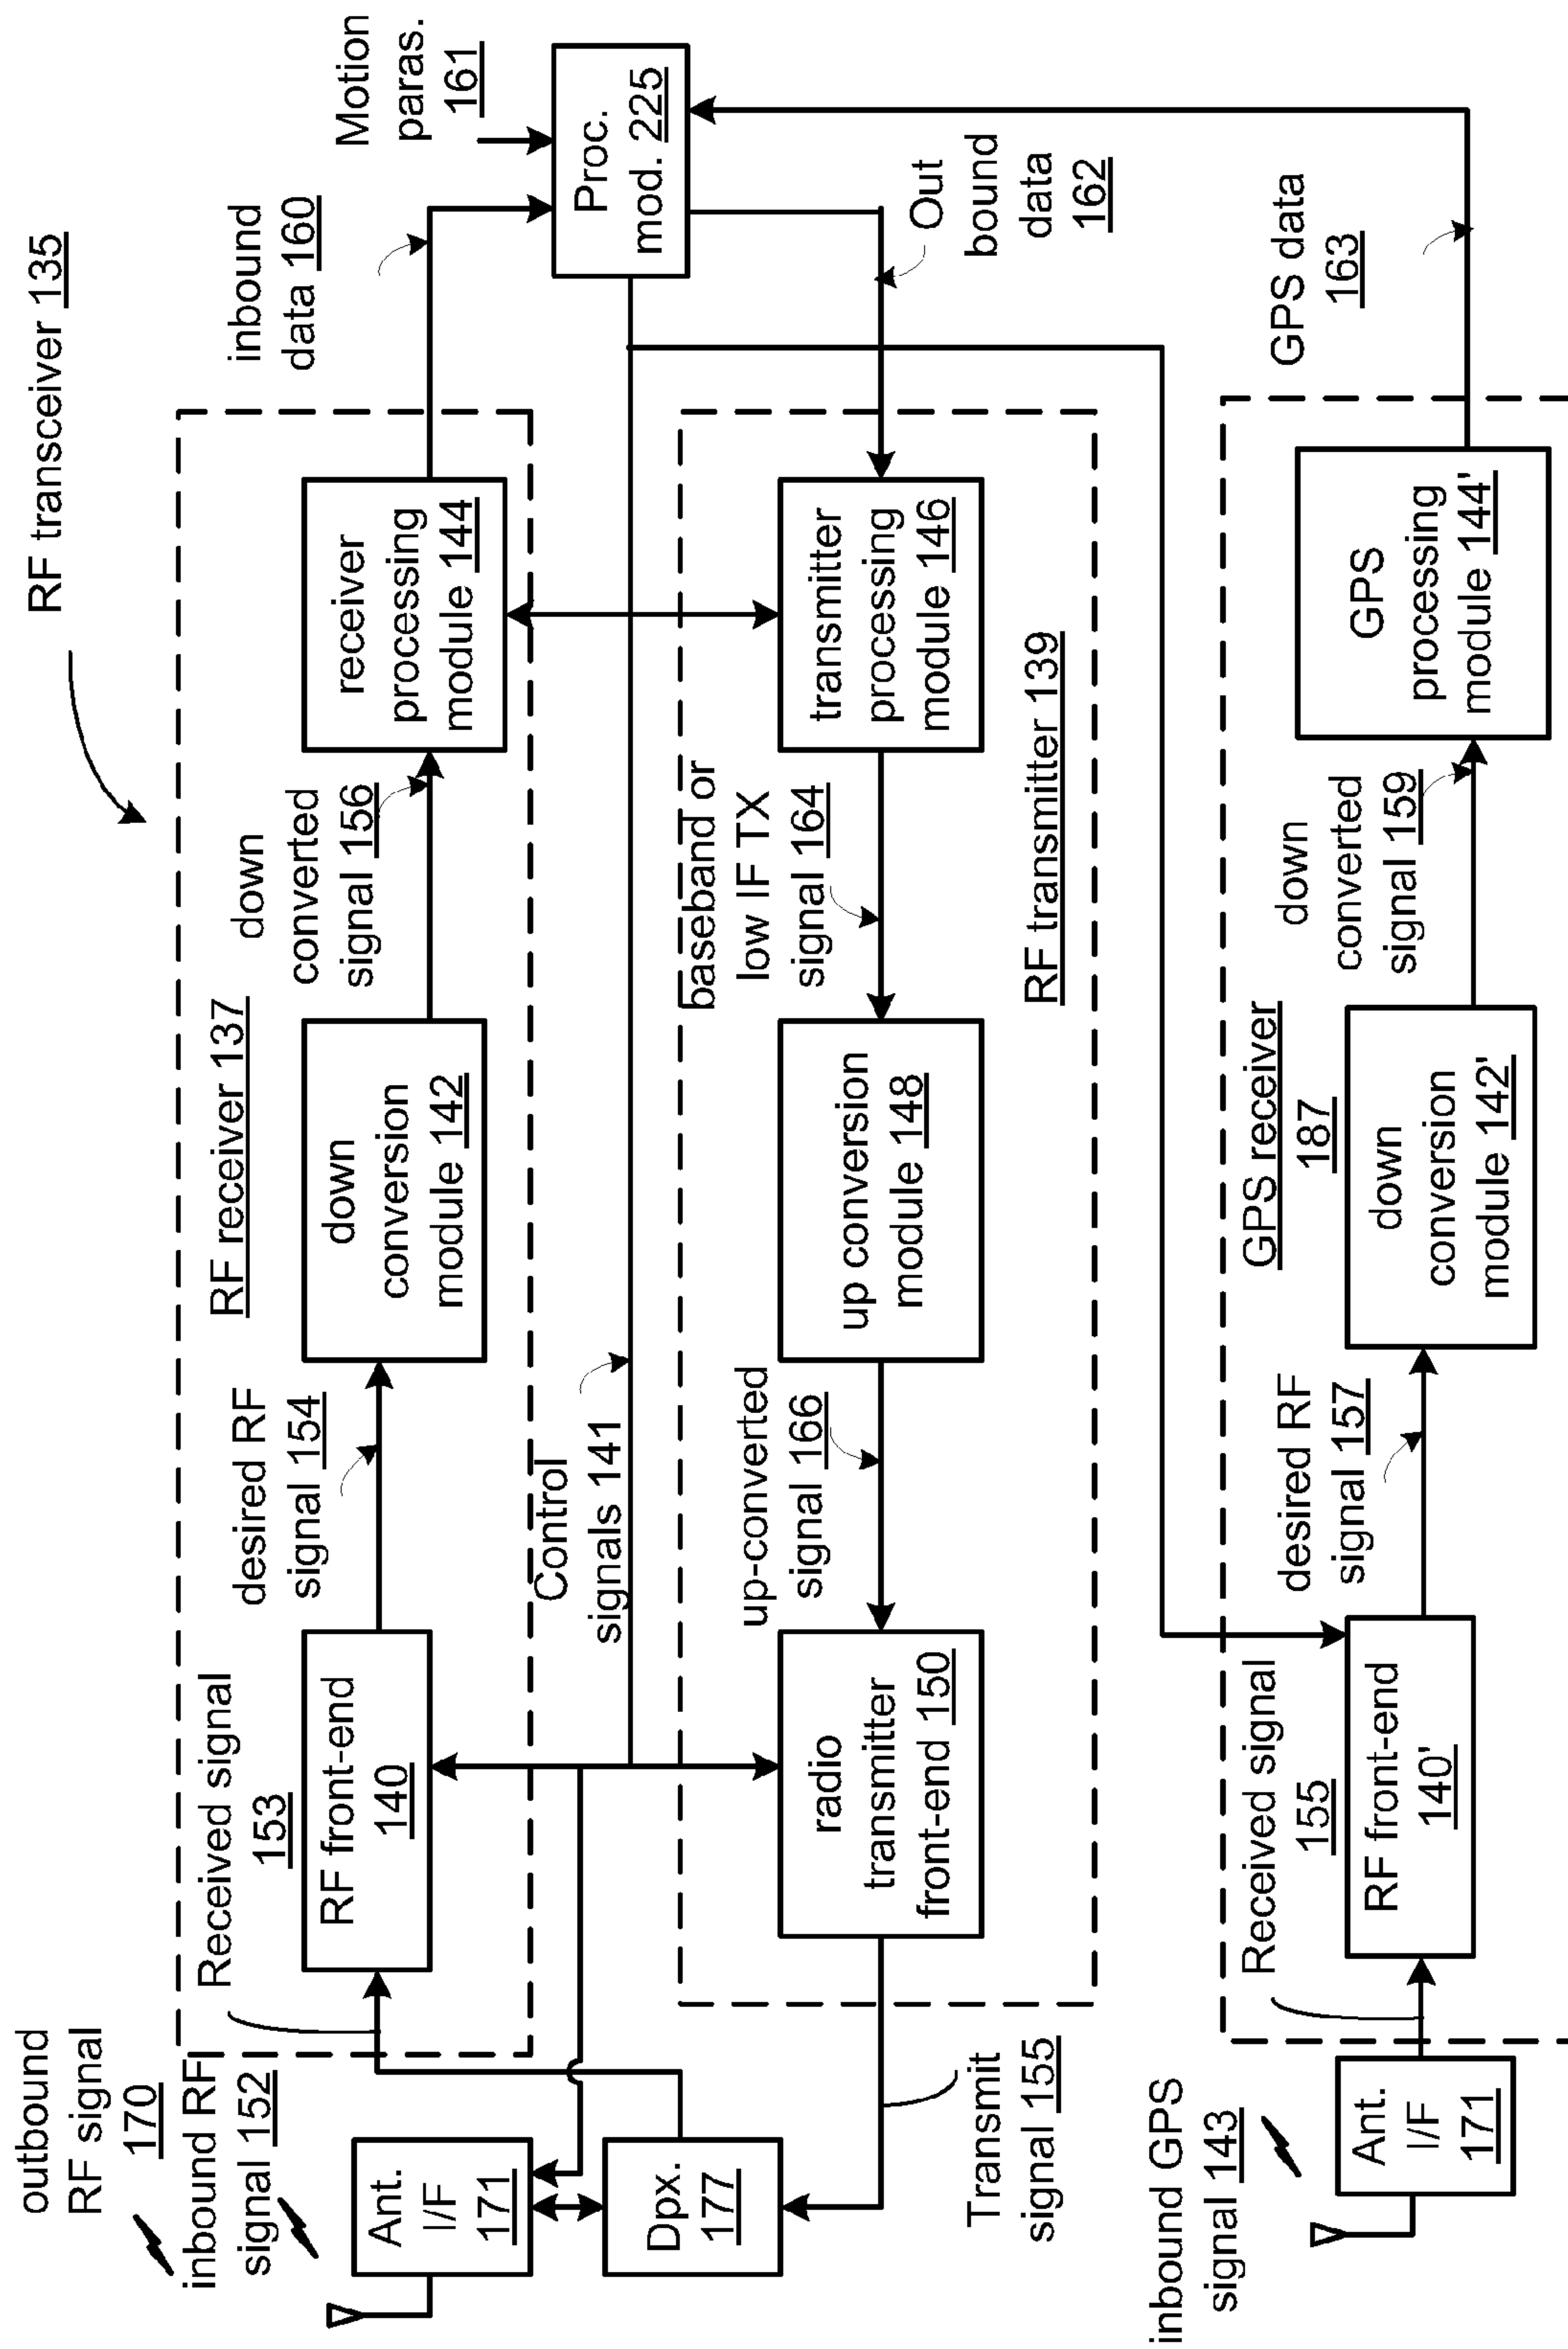 RF transceiver 135
outbound
RF signal
170
inbound RF
signal 152
Ant.
I/F
171
Dpx.
177
Received signal
153
RF front-end
140
desired RF
signal 154
RF receiver 137
down
conversion
module 142
down
converted
signal 156
receiver
processing
module 144
inbound
data 160
Motion
paras.
161
Proc.
mod. 225
Control
signals 141
Transmit
signal 155
radio
transmitter
front-end 150
up-converted
signal 166
up conversion
module 148
baseband or
low IF TX
signal 164
transmitter
processing
module 146
RF transmitter 139
Out
bound
data
162
inbound GPS
signal 143
Ant.
I/F
171
Received signal
155
RF front-end
140'
desired RF
signal 157
GPS receiver
187
down
conversion
module 142'
down
converted
signal 159
GPS
processing
module 144'
GPS data
163